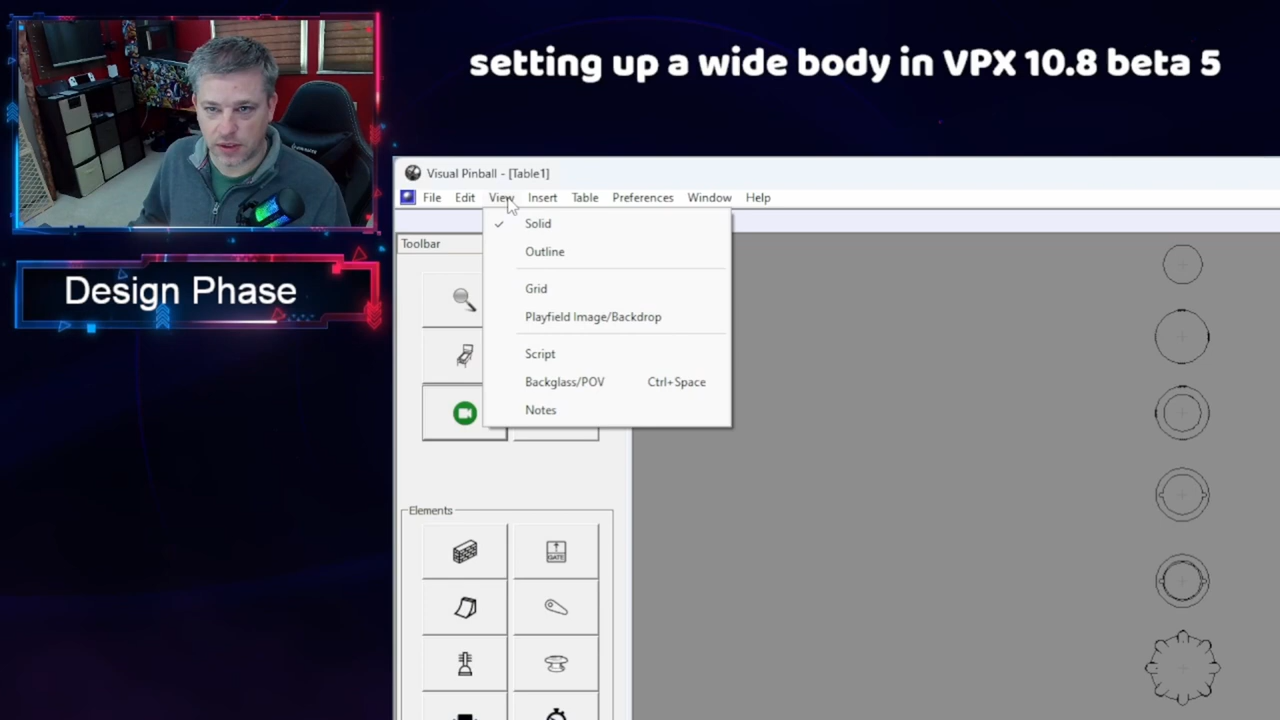 setting up a wide body in VPX 10.8 beta 5
Design Phase
Visual Pinball - [Table1]
File Edit View Insert Table Preferences Window Help
Toolbar
Solid
Outline
Grid
Playfield Image/Backdrop
Script
Backglass/POV Ctrl+Space
Notes
Elements
GATE